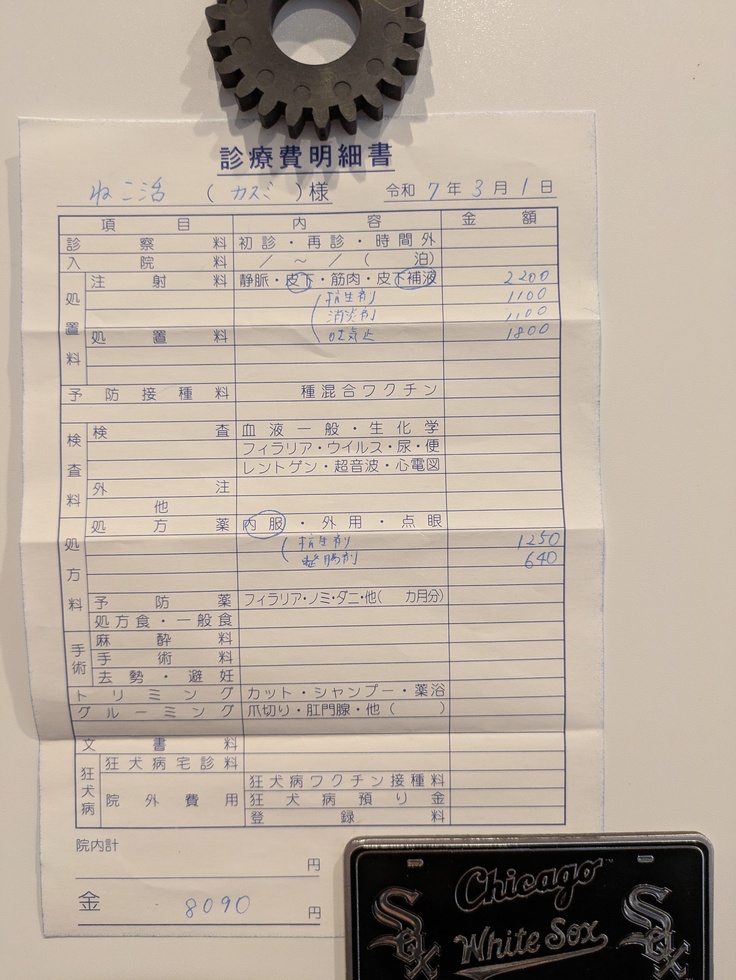 診療費明細書
ねこ活 ( カスミ ) 様 令和 7 年 3 月 1 日
項目 内容 金額
診察料 初診・再診・時間外
入院料 / ~ / ( 泊)
処置料
注射料 静脈・皮下・筋肉・皮下補液 2200
抗生剤 1100
消炎剤 1100
処置料 吐気止 1800
予防接種料 種混合ワクチン
検査料
検査 血液一般・生化学
フィラリア・ウイルス・尿・便
レントゲン・超音波・心電図
外注
他
処方料
処方薬 内服・外用・点眼
抗生剤 1250
整腸剤 640
予防薬 フィラリア・ノミ・ダニ・他( カ月分)
処方食・一般食
手術
麻酔料
手術料
去勢・避妊
トリミング カット・シャンプー・薬浴
グルーミング 爪切り・肛門腺・他( )
文書料
狂犬病
狂犬病宅診料
院外費用 狂犬病ワクチン接種料
狂犬病預り金
登録料
院内計
円
金 8090 円
Chicago
White Sox
Sox
Sox